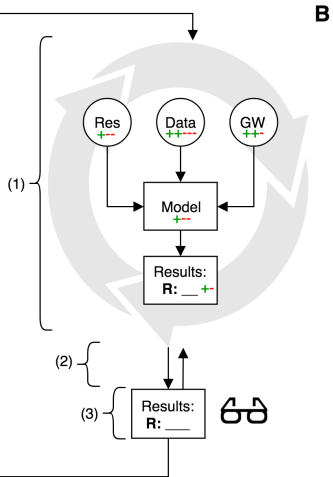 B
Res
+--
Data
++---
GW
++-
(1)
Model
+--
Results:
R: __ +-
(2)
(3)
Results:
R: ___